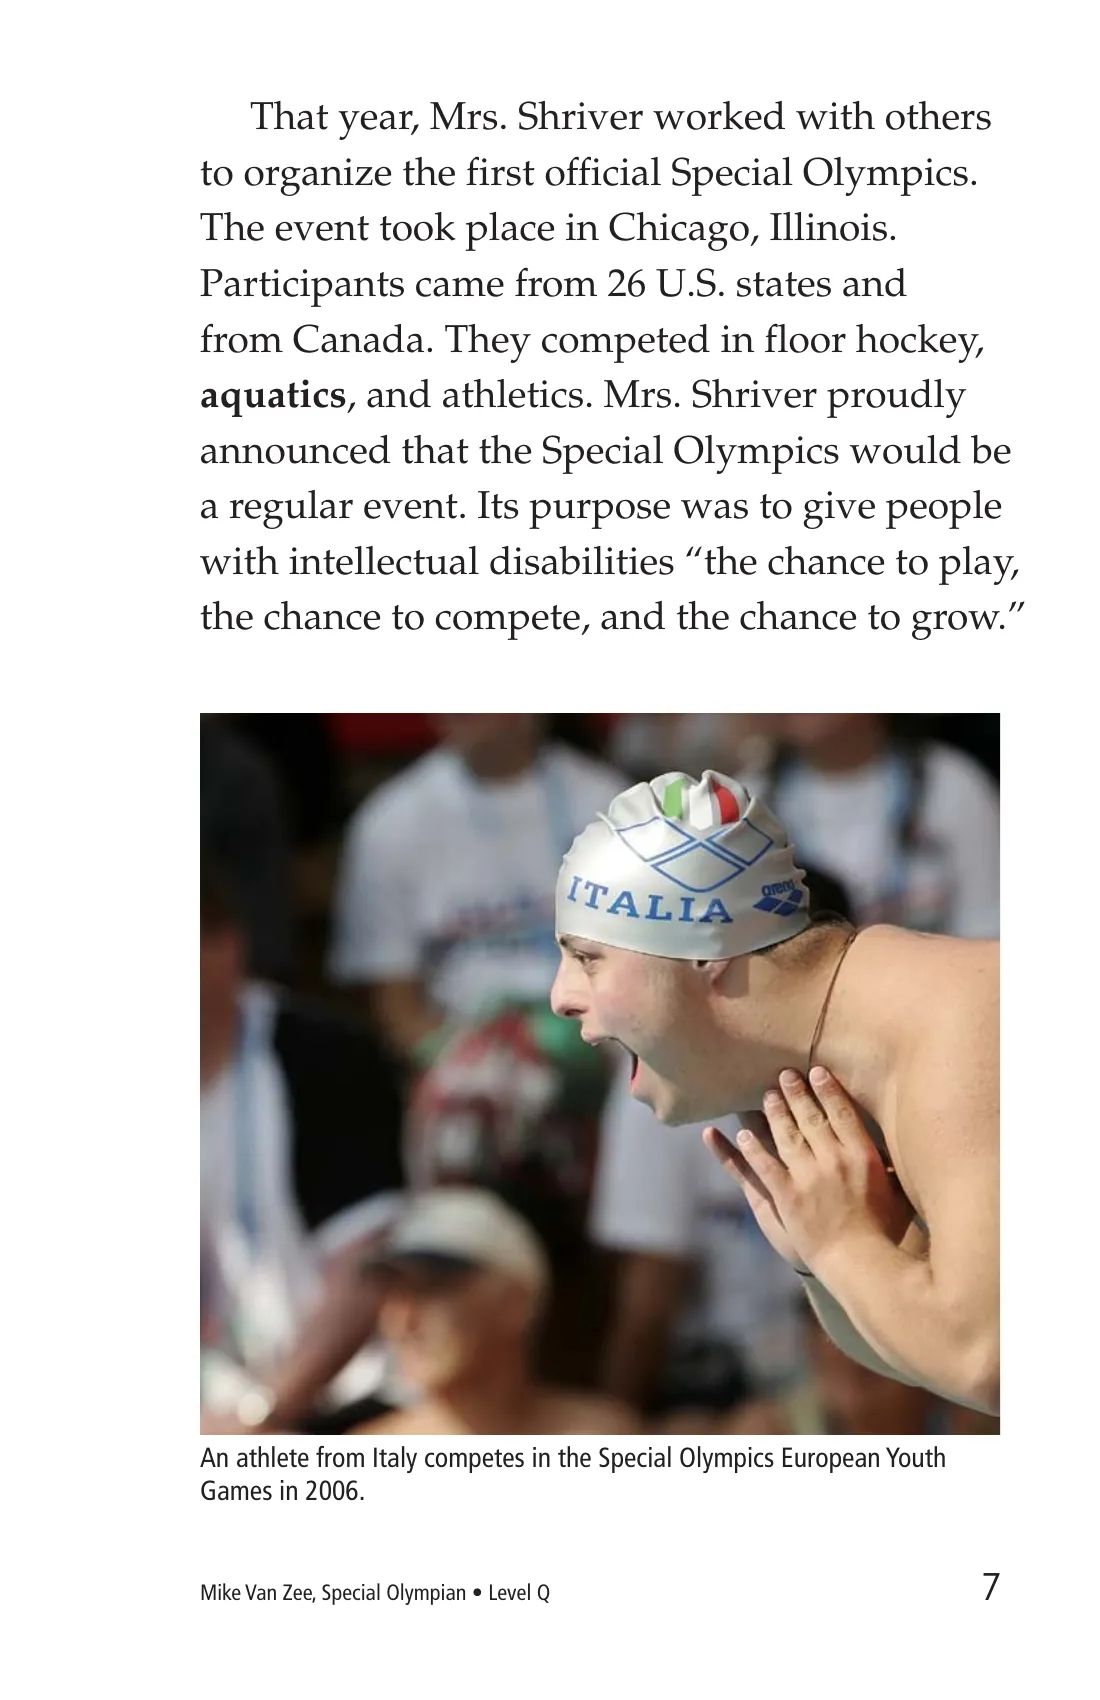 That year, Mrs. Shriver worked with others
to organize the first official Special Olympics.
The event took place in Chicago, Illinois.
Participants came from 26 U.S. states and
from Canada. They competed in floor hockey,
aquatics, and athletics. Mrs. Shriver proudly
announced that the Special Olympics would be
a regular event. Its purpose was to give people
with intellectual disabilities “the chance to play,
the chance to compete, and the chance to grow.”
ITALIA
arena
An athlete from Italy competes in the Special Olympics European Youth
Games in 2006.
Mike Van Zee, Special Olympian • Level Q
7